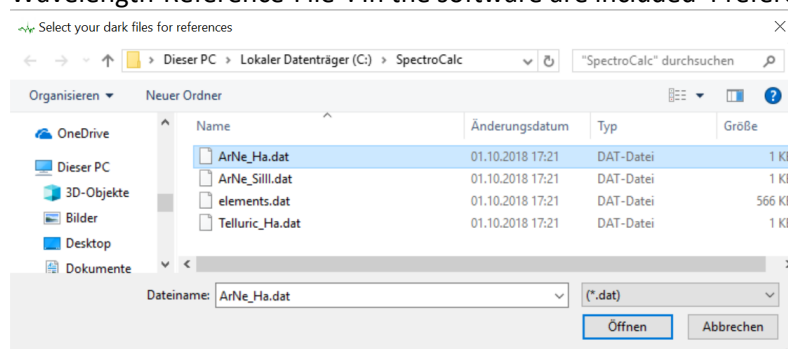 Select your dark files for references
Dieser PC > Lokaler Datenträger (C:) > SpectroCalc
"SpectroCalc" durchsuchen
Organisieren Neuer Ordner
Name Änderungsdatum Typ Größe
OneDrive
Dieser PC
3D-Objekte
Bilder
Desktop
Dokumente
ArNe_Ha.dat 01.10.2018 17:21 DAT-Datei 1
ArNe_SiIII.dat 01.10.2018 17:21 DAT-Datei 1
elements.dat 01.10.2018 17:21 DAT-Datei 566
Telluric_Ha.dat 01.10.2018 17:21 DAT-Datei 1
Dateiname: ArNe_Ha.dat (*.dat)
Öffnen Abbrechen